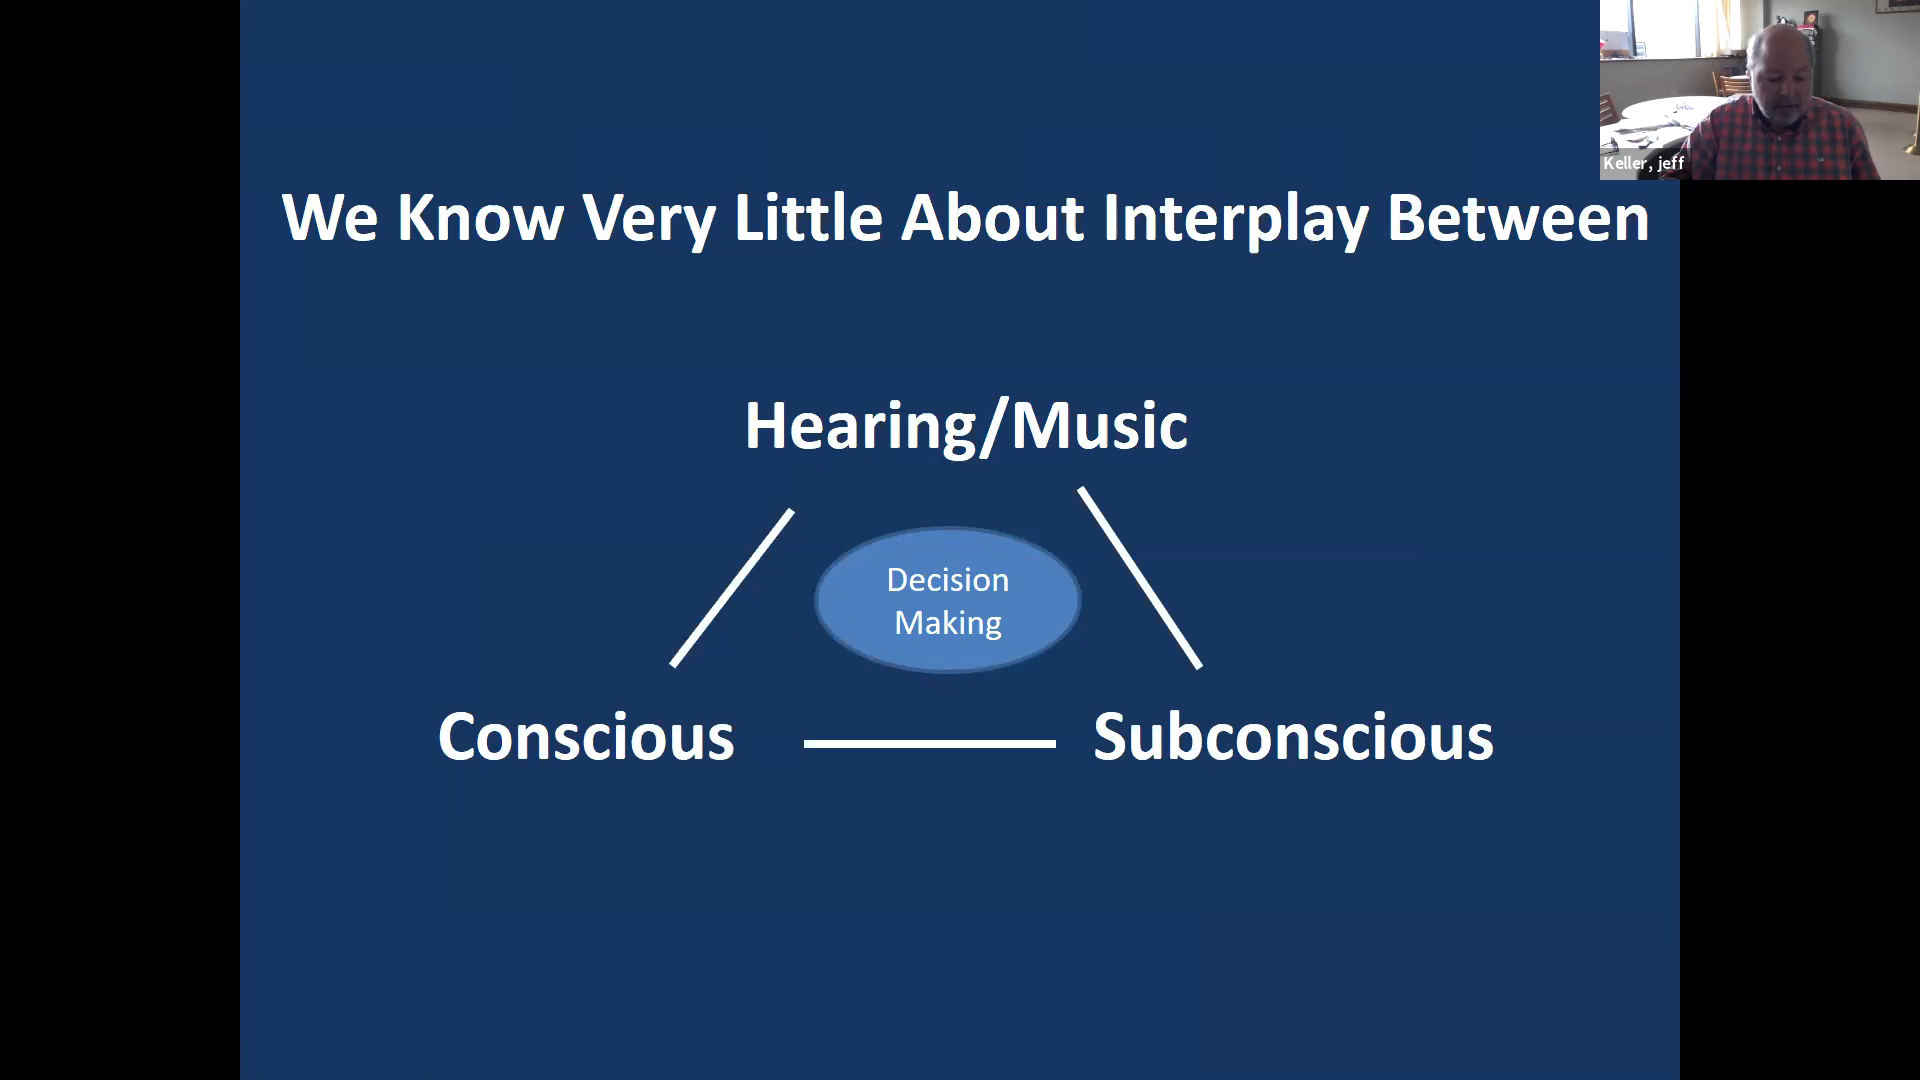 We Know Very Little About Interplay Between
Keller, jeff
Hearing/Music
Decision
Making
Conscious
Subconscious